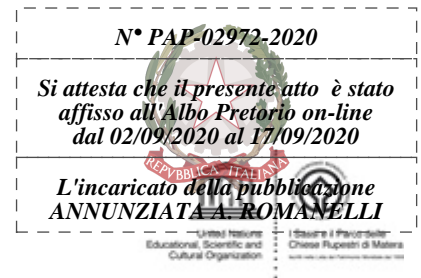 N° PAP-02972-2020
Si attesta che il presente atto è stato
affisso all'Albo Pretorio on-line
dal 02/09/2020 al 17/09/2020
REPVBBLICA ITALIANA
L'incaricato della pubblicazione
ANNUNZIATA A. ROMANELLI
United Nations
Educational, Scientific and
Cultural Organization
I Sassi e il Parco delle
Chiese Rupestri di Matera